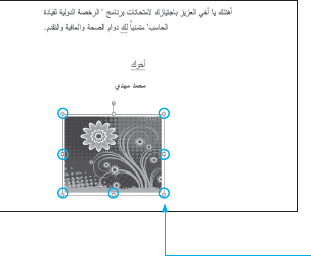 أهنئك يا أخي العزيز باجتيازك لامتحانات برنامج " الرخصة الدولية لقيادة
الحاسب" متمنياً لك دوام الصحة والعافية والتقدم.
أخوك
محمد مهدي